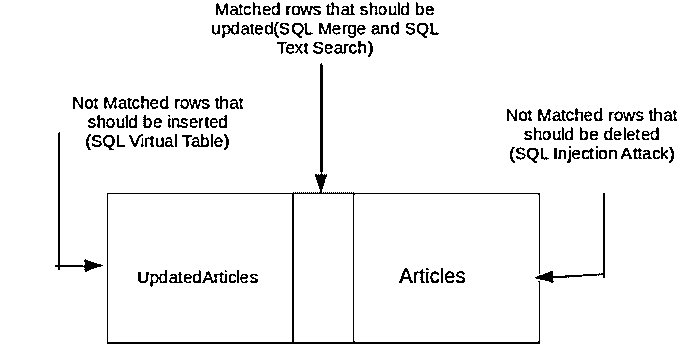 Matched rows that should be
updated(SQL Merge and SQL
Text Search)
Not Matched rows that
should be inserted
(SQL Virtual Table)
Not Matched rows that
should be deleted
(SQL Injection Attack)
UpdatedArticles
Articles